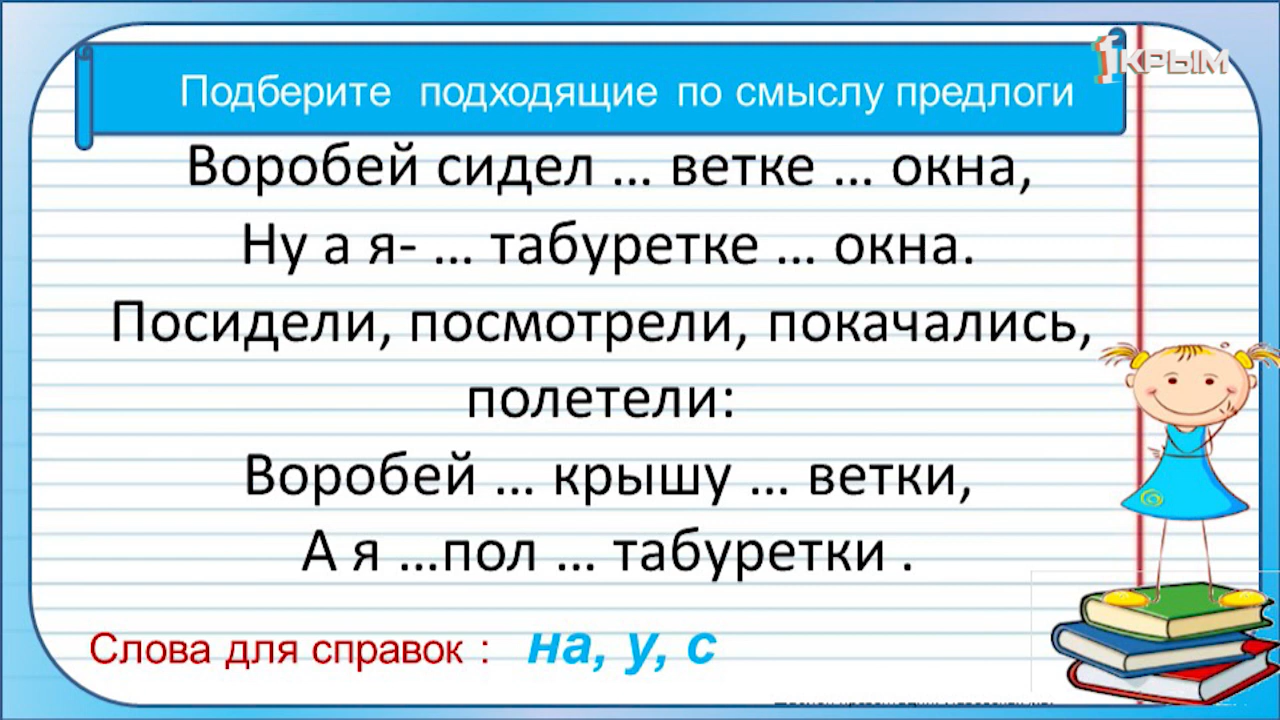 1КРЫМ
Подберите подходящие по смыслу предлоги
Воробей сидел ... ветке ... окна,
Ну а я- ... табуретке ... окна.
Посидели, посмотрели, покачались,
полетели:
Воробей ... крышу ... ветки,
А я ...пол ... табуретки .
Слова для справок : на, у, с